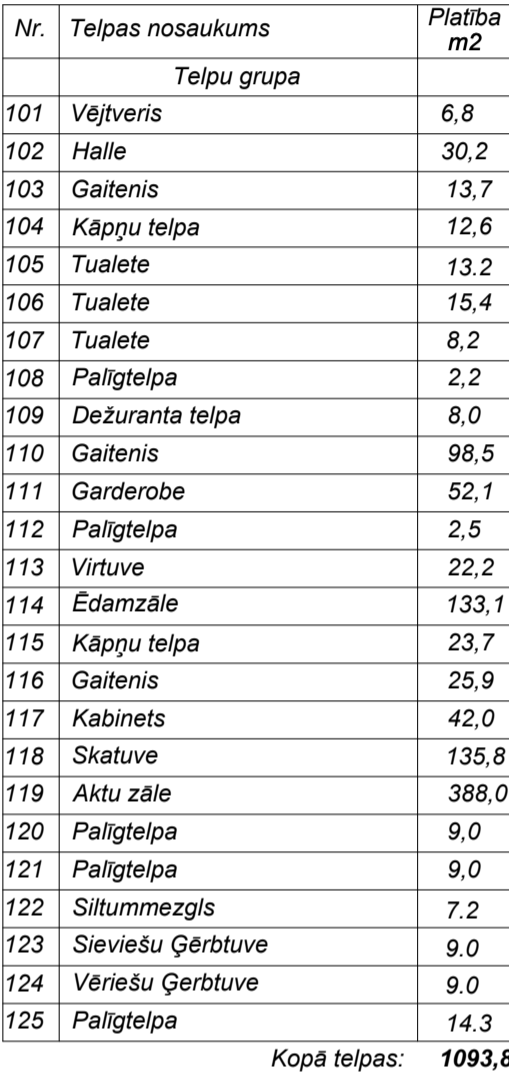 Nr. Telpas nosaukums Platība m2
Telpu grupa
101 Vējtveris 6,8
102 Halle 30,2
103 Gaitenis 13,7
104 Kāpņu telpa 12,6
105 Tualete 13.2
106 Tualete 15,4
107 Tualete 8,2
108 Palīgtelpa 2,2
109 Dežuranta telpa 8,0
110 Gaitenis 98,5
111 Garderobe 52,1
112 Palīgtelpa 2,5
113 Virtuve 22,2
114 Ēdamzāle 133,1
115 Kāpņu telpa 23,7
116 Gaitenis 25,9
117 Kabinets 42,0
118 Skatuve 135,8
119 Aktu zāle 388,0
120 Palīgtelpa 9,0
121 Palīgtelpa 9,0
122 Siltummezgls 7.2
123 Sieviešu Ģērbtuve 9.0
124 Vēriešu Ģerbtuve 9.0
125 Palīgtelpa 14.3
Kopā telpas: 1093,8